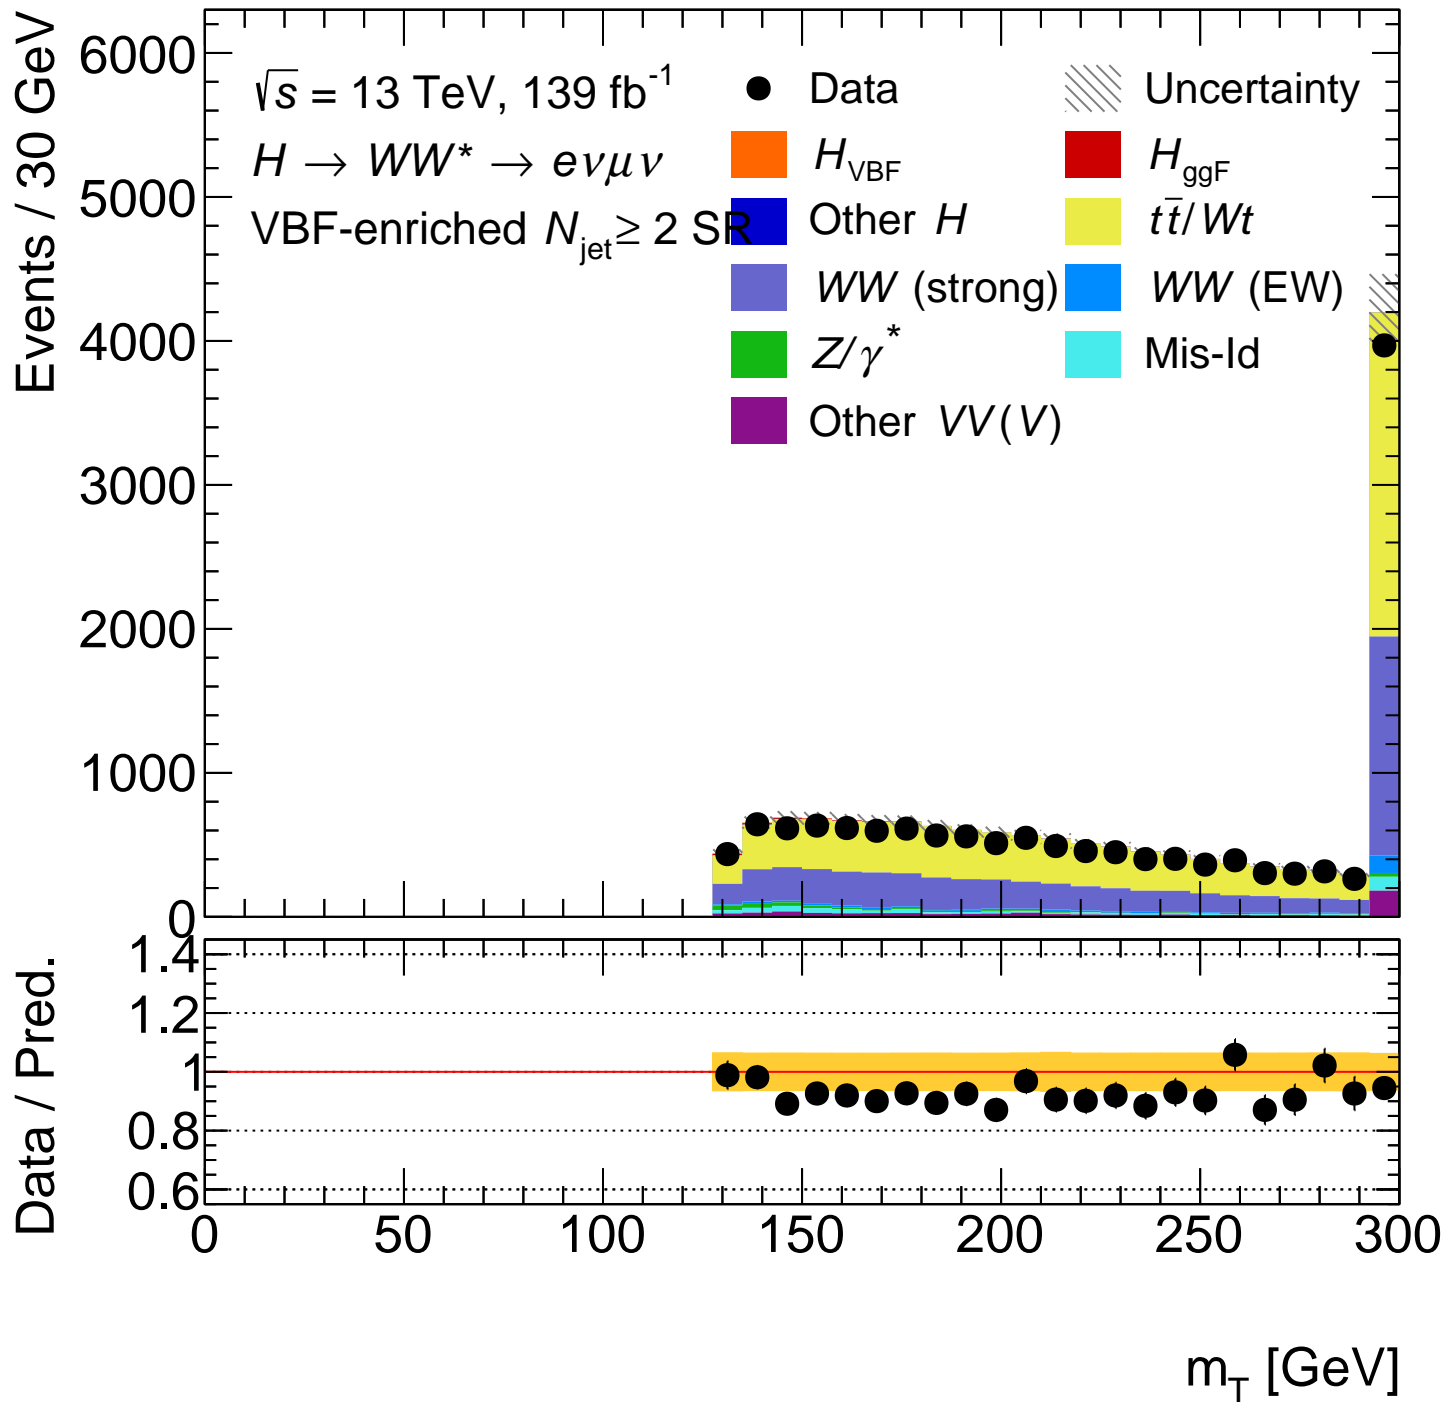 Events / 30 GeV
6000
5000
4000
3000
2000
1000
0
√s = 13 TeV, 139 fb⁻¹
H → WW* → eνμν
VBF-enriched N_jet ≥ 2 SR
Data
Uncertainty
H_VBF
H_ggF
Other H
tt̄/Wt
WW (strong)
WW (EW)
Z/γ*
Mis-Id
Other VV(V)
Data / Pred.
1.4
1.2
1
0.8
0.6
0 50 100 150 200 250 300
m_T [GeV]